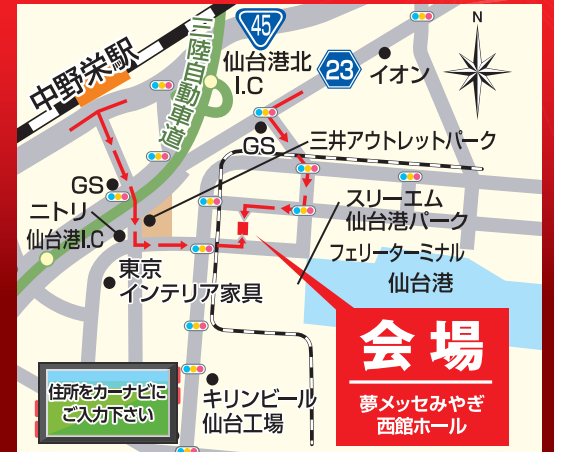 N
45
中野栄駅
三陸自動車道
仙台港北
I.C
23
イオン
GS
三井アウトレットパーク
GS
ニトリ
仙台港I.C
スリーエム
仙台港パーク
フェリーターミナル
仙台港
東京
インテリア家具
会場
夢メッセみやぎ
西館ホール
住所をカーナビに
ご入力下さい
キリンビール
仙台工場